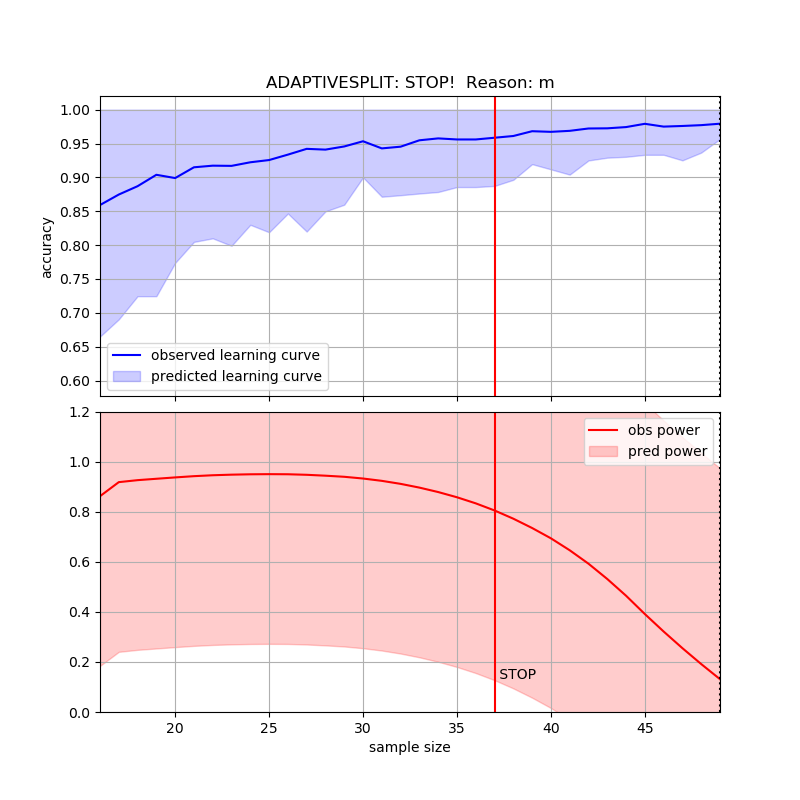 ADAPTIVESPLIT: STOP!  Reason: m
1.00
0.95
0.90
0.85
0.80
0.75
0.70
0.65
0.60
accuracy
observed learning curve
predicted learning curve
1.2
1.0
0.8
0.6
0.4
0.2
0.0
obs power
pred power
STOP
20 25 30 35 40 45
sample size